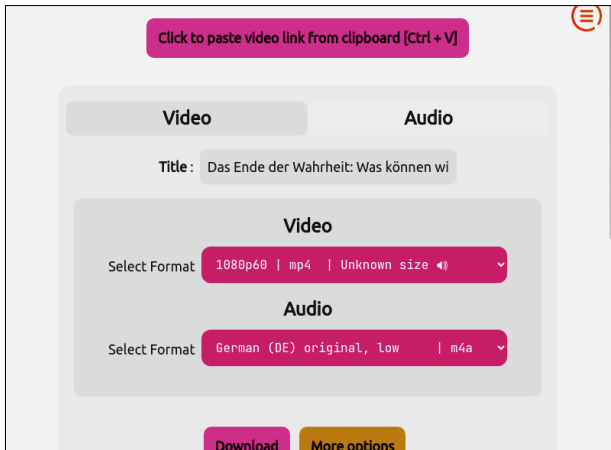 Click to paste video link from clipboard [Ctrl + V]
Video Audio
Title : Das Ende der Wahrheit: Was können wi
Video
Select Format 1080p60 | mp4 | Unknown size 🔊
Audio
Select Format German (DE) original, low | m4a
Download More options